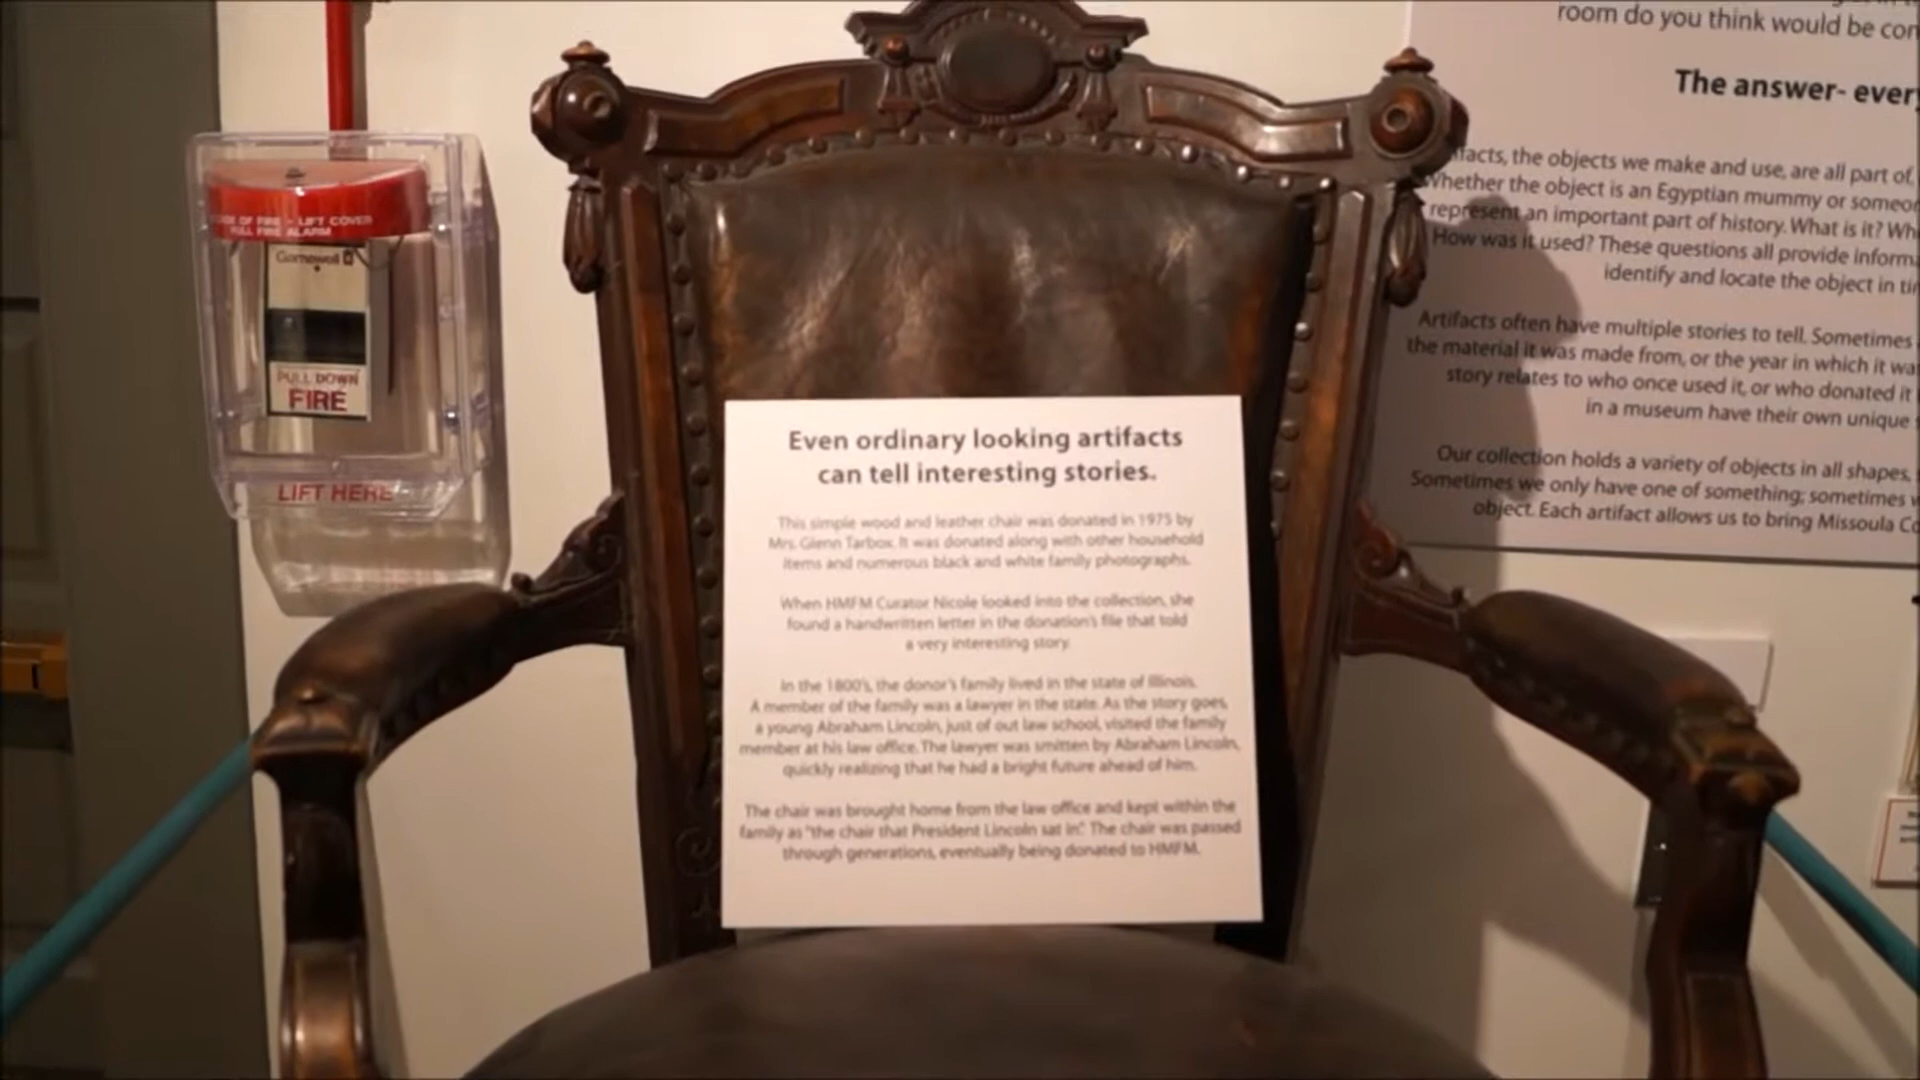 CASE OF FIRE - LIFT COVER
PULL FIRE ALARM
Gamewell
PULL DOWN
FIRE
LIFT HERE
Even ordinary looking artifacts
can tell interesting stories.
This simple wood and leather chair was donated in 1975 by
Mrs. Glenn Tarbox. It was donated along with other household
items and numerous black and white family photographs.
When HMFM Curator Nicole looked into the collection, she
found a handwritten letter in the donation's file that told
a very interesting story.
In the 1800's, the donor's family lived in the state of Illinois.
A member of the family was a lawyer in the state. As the story goes,
a young Abraham Lincoln, just of out law school, visited the family
member at his law office. The lawyer was smitten by Abraham Lincoln,
quickly realizing that he had a bright future ahead of him.
The chair was brought home from the law office and kept within the
family as "the chair that President Lincoln sat in." The chair was passed
through generations, eventually being donated to HMFM.
room do you think would be
The answer-
the objects we make and use, are all part of
Whether the object is an Egyptian mummy or
represent an important part of history. What is it?
How was it used? These questions all provide
identify and locate the object in
Artifacts often have multiple stories to tell. Sometimes
the material it was made from, or the year in which it
story relates to who once used it, or who donated it
in a museum have their own unique
Our collection holds a variety of objects in all shapes,
Sometimes we only have one of something; sometimes
object. Each artifact allows us to bring Missoula